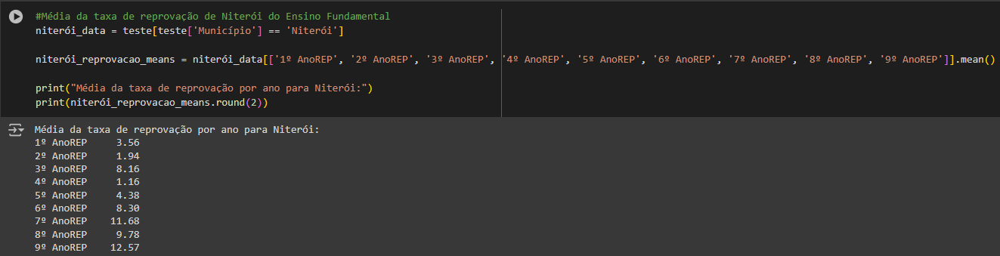 #Média da taxa de reprovação de Niterói do Ensino Fundamental
niterói_data = teste[teste['Município'] == 'Niterói']
niterói_reprovacao_means = niterói_data[['1º AnoREP', '2º AnoREP', '3º AnoREP', '4º AnoREP', '5º AnoREP', '6º AnoREP', '7º AnoREP', '8º AnoREP', '9º AnoREP']].mean()
print("Média da taxa de reprovação por ano para Niterói:")
print(niterói_reprovacao_means.round(2))
Média da taxa de reprovação por ano para Niterói:
1º AnoREP     3.56
2º AnoREP     1.94
3º AnoREP     8.16
4º AnoREP     1.16
5º AnoREP     4.38
6º AnoREP     8.30
7º AnoREP    11.68
8º AnoREP     9.78
9º AnoREP    12.57